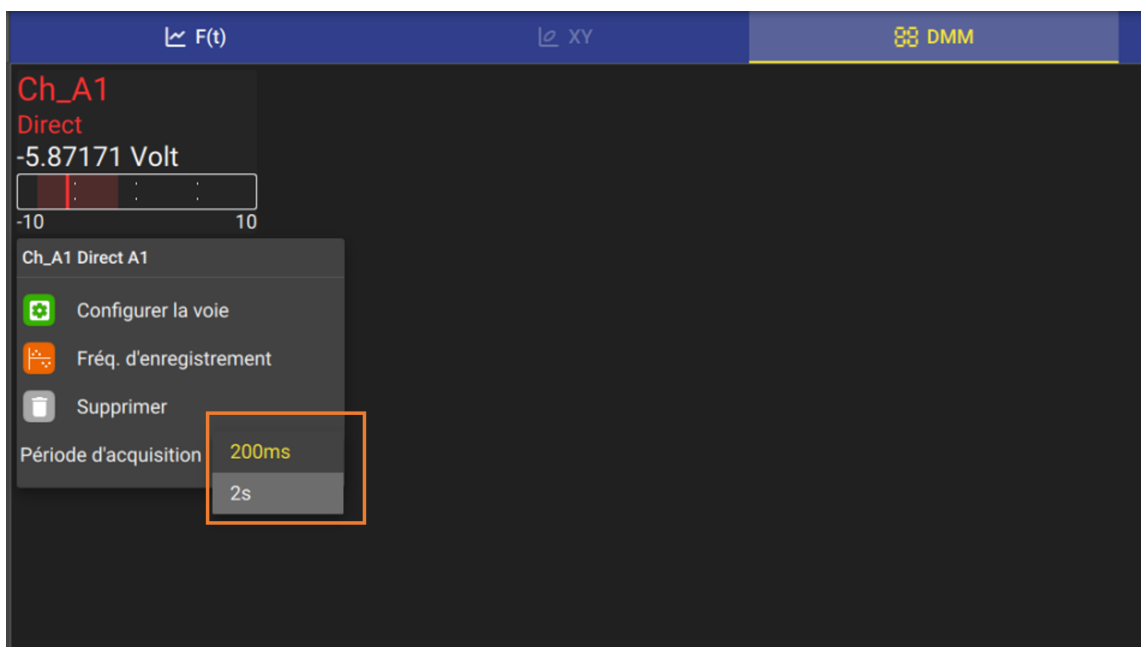 F(t) XY DMM
Ch_A1
Direct
-5.87171 Volt
-10 10
Ch_A1 Direct A1
Configurer la voie
Fréq. d'enregistrement
Supprimer
Période d'acquisition 200ms
2s